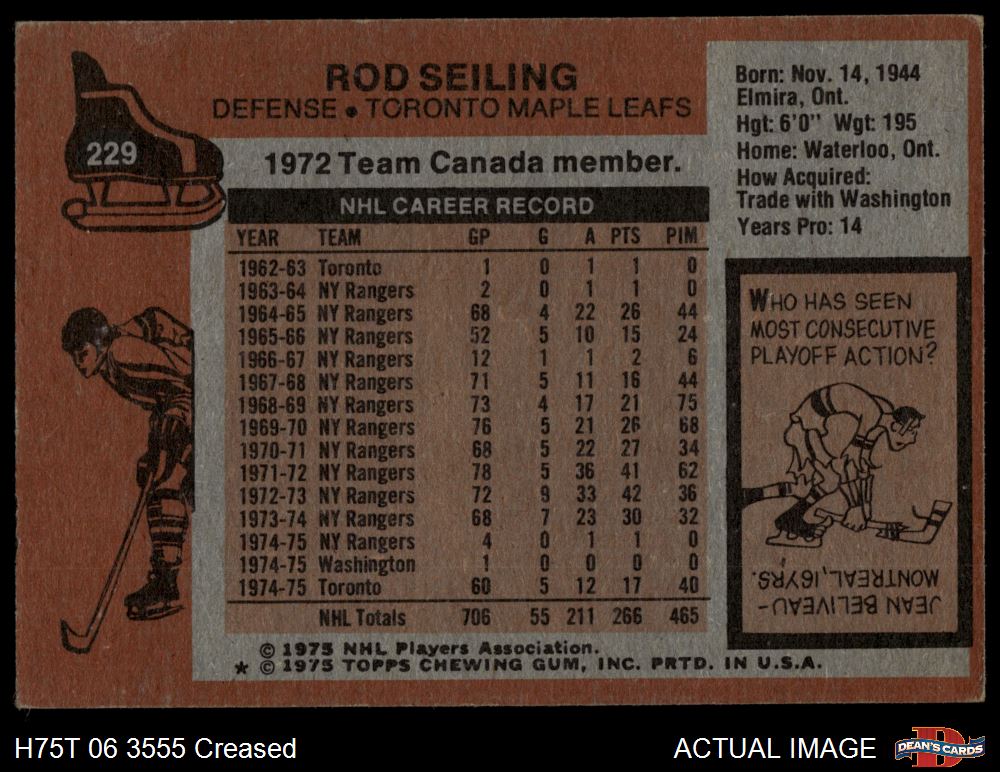 ROD SEILING
DEFENSE • TORONTO MAPLE LEAFS
229
1972 Team Canada member.
NHL CAREER RECORD
YEAR TEAM GP G A PTS PIM
1962-63 Toronto 1 0 1 1 0
1963-64 NY Rangers 2 0 1 1 0
1964-65 NY Rangers 68 4 22 26 44
1965-66 NY Rangers 52 5 10 15 24
1966-67 NY Rangers 12 1 1 2 6
1967-68 NY Rangers 71 5 11 16 44
1968-69 NY Rangers 73 4 17 21 75
1969-70 NY Rangers 76 5 21 26 68
1970-71 NY Rangers 68 5 22 27 34
1971-72 NY Rangers 78 5 36 41 62
1972-73 NY Rangers 72 9 33 42 36
1973-74 NY Rangers 68 7 23 30 32
1974-75 NY Rangers 4 0 1 1 0
1974-75 Washington 1 0 0 0 0
1974-75 Toronto 60 5 12 17 40
NHL Totals 706 55 211 266 465
© 1975 NHL Players Association.
★ © 1975 TOPPS CHEWING GUM, INC. PRTD. IN U.S.A.
Born: Nov. 14, 1944
Elmira, Ont.
Hgt: 6'0" Wgt: 195
Home: Waterloo, Ont.
How Acquired:
Trade with Washington
Years Pro: 14
WHO HAS SEEN
MOST CONSECUTIVE
PLAYOFF ACTION?
JEAN BELIVEAU-
MONTREAL, 16YRS.
H75T 06 3555 Creased
ACTUAL IMAGE
DEAN'S CARDS